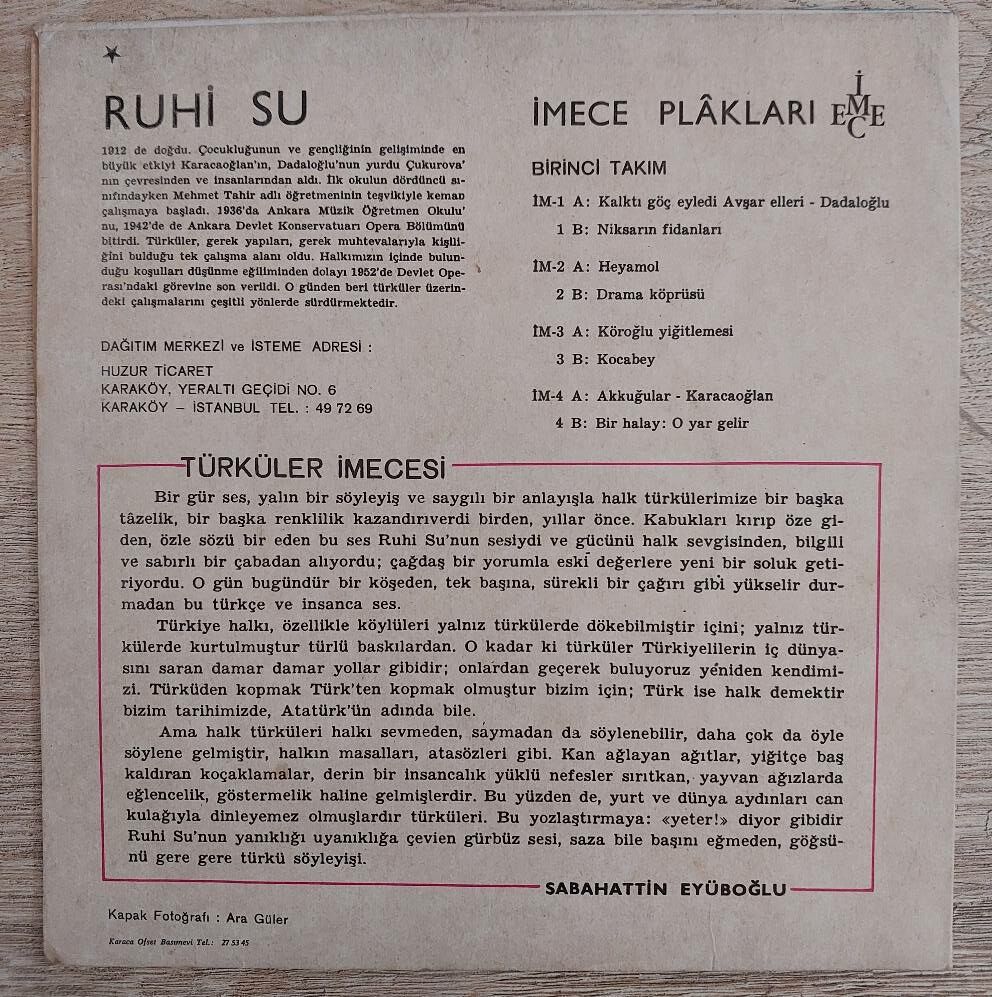 RUHİ SU
1912 de doğdu. Çocukluğunun ve gençliğinin gelişiminde en
büyük etkiyi Karacaoğlan'ın, Dadaloğlu'nun yurdu Çukurova'
nın çevresinden ve insanlarından aldı. İlk okulun dördüncü sı-
nıfındayken Mehmet Tahir adlı öğretmeninin teşvikiyle keman
çalışmaya başladı. 1936'da Ankara Müzik Öğretmen Okulu'
nu, 1942'de de Ankara Devlet Konservatuarı Opera Bölümünü
bitirdi. Türküler, gerek yapıları, gerek muhtevalarıyla kişili-
ğini bulduğu tek çalışma alanı oldu. Halkımızın içinde bulun-
duğu koşulları düşünme eğiliminden dolayı 1952'de Devlet Ope-
rası'ndaki görevine son verildi. O günden beri türküler üzerin-
deki çalışmalarını çeşitli yönlerde sürdürmektedir.
DAĞITIM MERKEZİ ve İSTEME ADRESİ :
HUZUR TİCARET
KARAKÖY, YERALTI GEÇİDİ NO. 6
KARAKÖY – İSTANBUL TEL. : 49 72 69
İMECE PLÂKLARI İMECE
BİRİNCİ TAKIM
İM-1 A: Kalktı göç eyledi Avşar elleri - Dadaloğlu
1 B: Niksarın fidanları
İM-2 A: Heyamol
2 B: Drama köprüsü
İM-3 A: Köroğlu yiğitlemesi
3 B: Kocabey
İM-4 A: Akkuğular - Karacaoğlan
4 B: Bir halay: O yar gelir
TÜRKÜLER İMECESİ
Bir gür ses, yalın bir söyleyiş ve saygılı bir anlayışla halk türkülerimize bir başka
tâzelik, bir başka renklilik kazandırıverdi birden, yıllar önce. Kabukları kırıp öze gi-
den, özle sözü bir eden bu ses Ruhi Su'nun sesiydi ve gücünü halk sevgisinden, bilgili
ve sabırlı bir çabadan alıyordu; çağdaş bir yorumla eski değerlere yeni bir soluk geti-
riyordu. O gün bugündür bir köşeden, tek başına, sürekli bir çağırı gibi yükselir dur-
madan bu türkçe ve insanca ses.
Türkiye halkı, özellikle köylüleri yalnız türkülerde dökebilmiştir içini; yalnız tür-
külerde kurtulmuştur türlü baskılardan. O kadar ki türküler Türkiyelilerin iç dünya-
sını saran damar damar yollar gibidir; onlardan geçerek buluyoruz yeniden kendimi-
zi. Türküden kopmak Türk'ten kopmak olmuştur bizim için; Türk ise halk demektir
bizim tarihimizde, Atatürk'ün adında bile.
Ama halk türküleri halkı sevmeden, saymadan da söylenebilir, daha çok da öyle
söylene gelmiştir, halkın masalları, atasözleri gibi. Kan ağlayan ağıtlar, yiğitçe baş
kaldıran koçaklamalar, derin bir insancalık yüklü nefesler sırıtkan, yayvan ağızlarda
eğlencelik, göstermelik haline gelmişlerdir. Bu yüzden de, yurt ve dünya aydınları can
kulağıyla dinleyemez olmuşlardır türküleri. Bu yozlaştırmaya: «yeter!» diyor gibidir
Ruhi Su'nun yanıklığı uyanıklığa çevien gürbüz sesi, saza bile başını eğmeden, göğsü-
nü gere gere türkü söyleyişi.
SABAHATTİN EYÜBOĞLU
Kapak Fotoğrafı : Ara Güler
Karaca Ofset Basımevi Tel.: 27 53 45